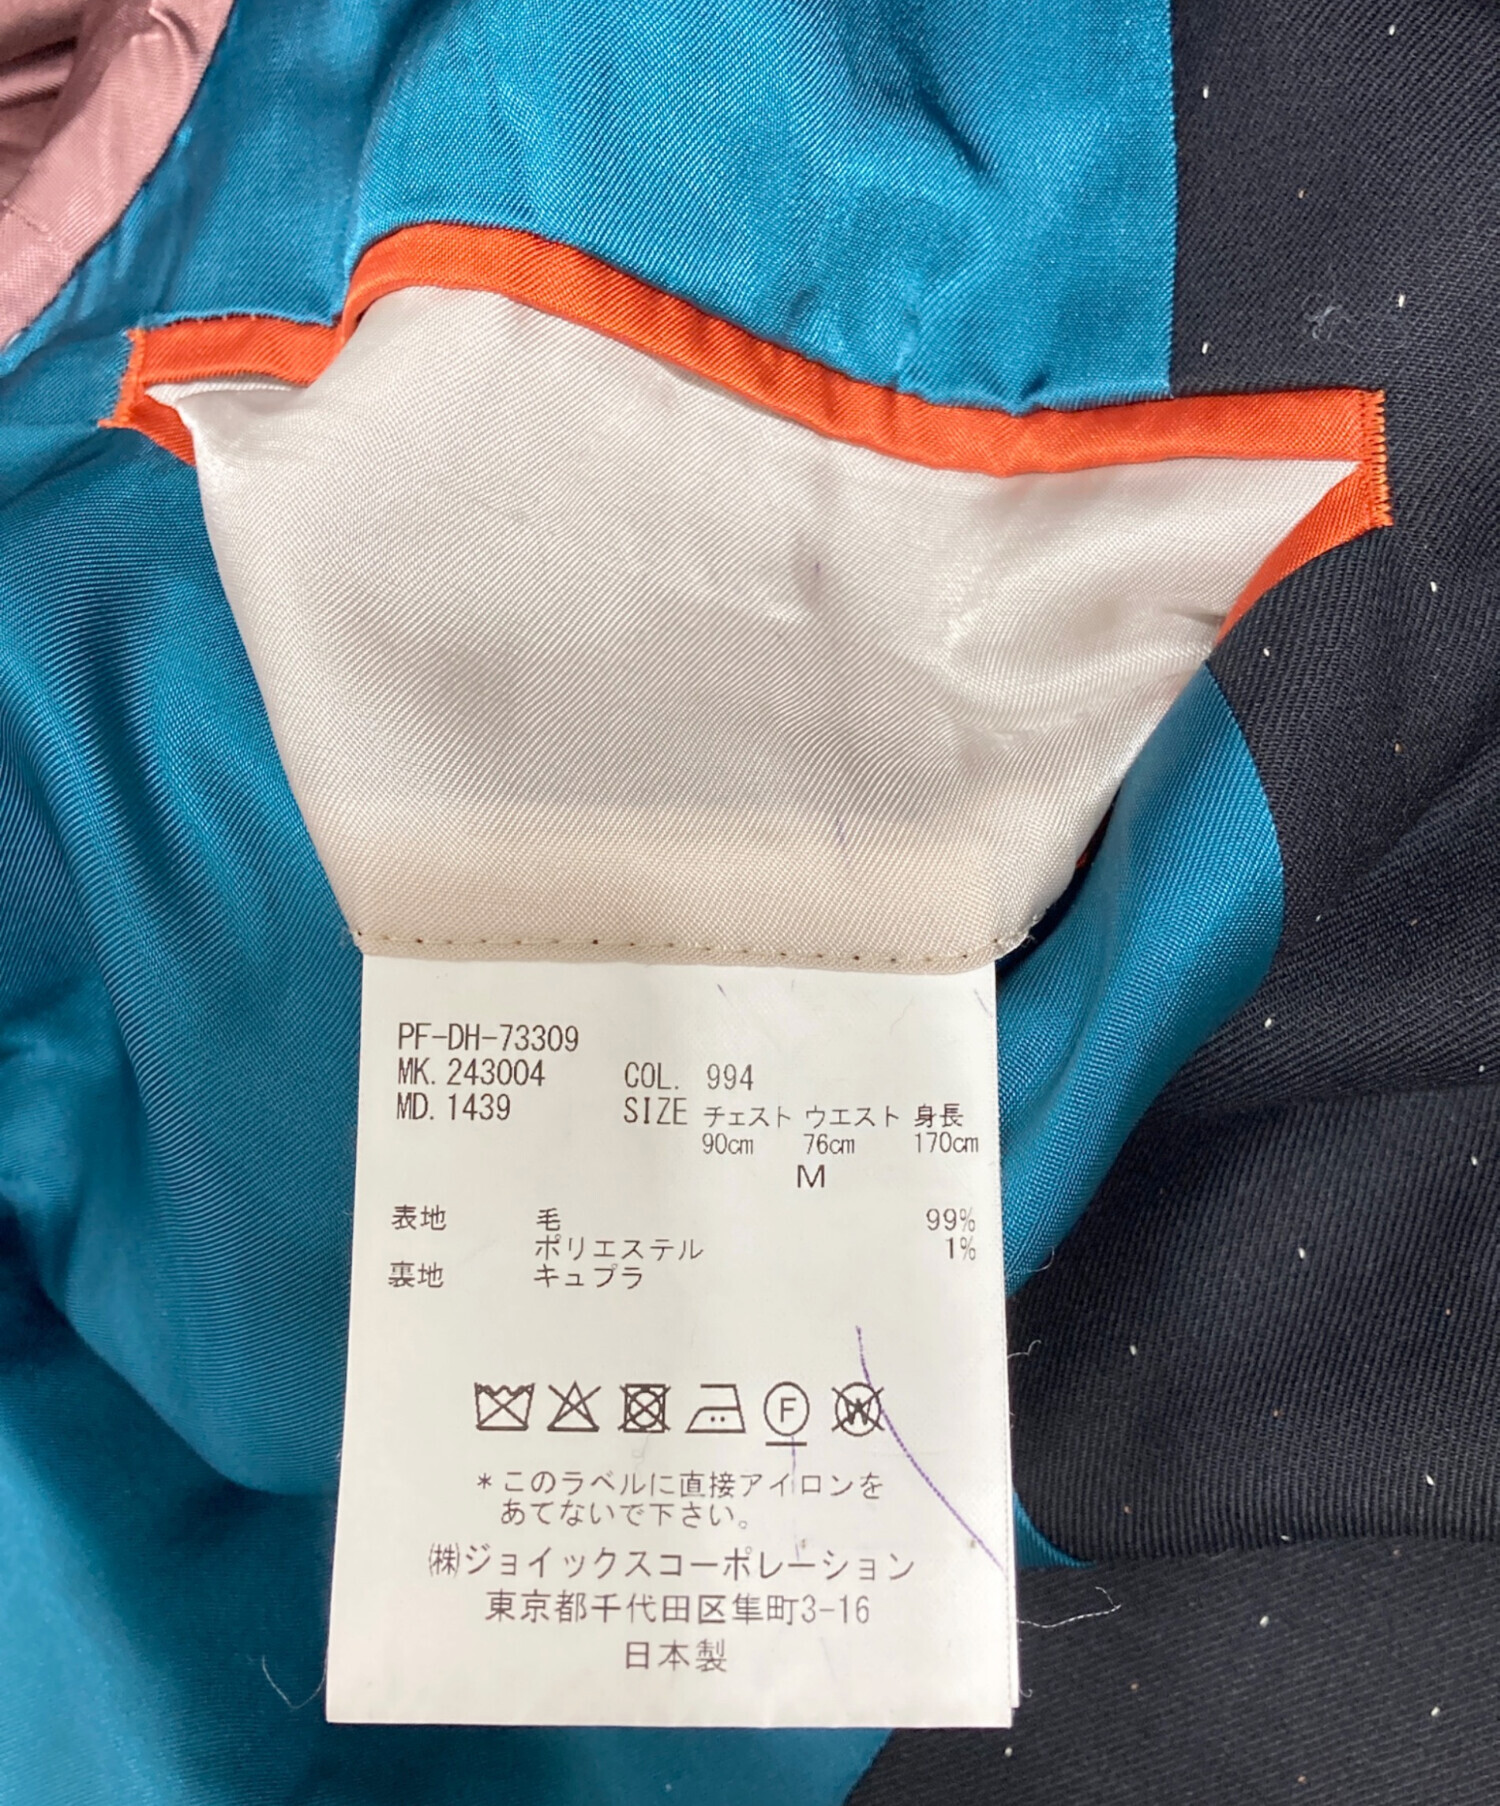 PF-DH-73309
MK. 243004 COL. 994
MD. 1439 SIZE チェスト ウエスト 身長
90cm 76cm 170cm
M
表地 毛 99%
ポリエステル 1%
裏地 キュプラ
F W
*このラベルに直接アイロンを
あてないで下さい。
㈱ジョイックスコーポレーション
東京都千代田区隼町3-16
日本製